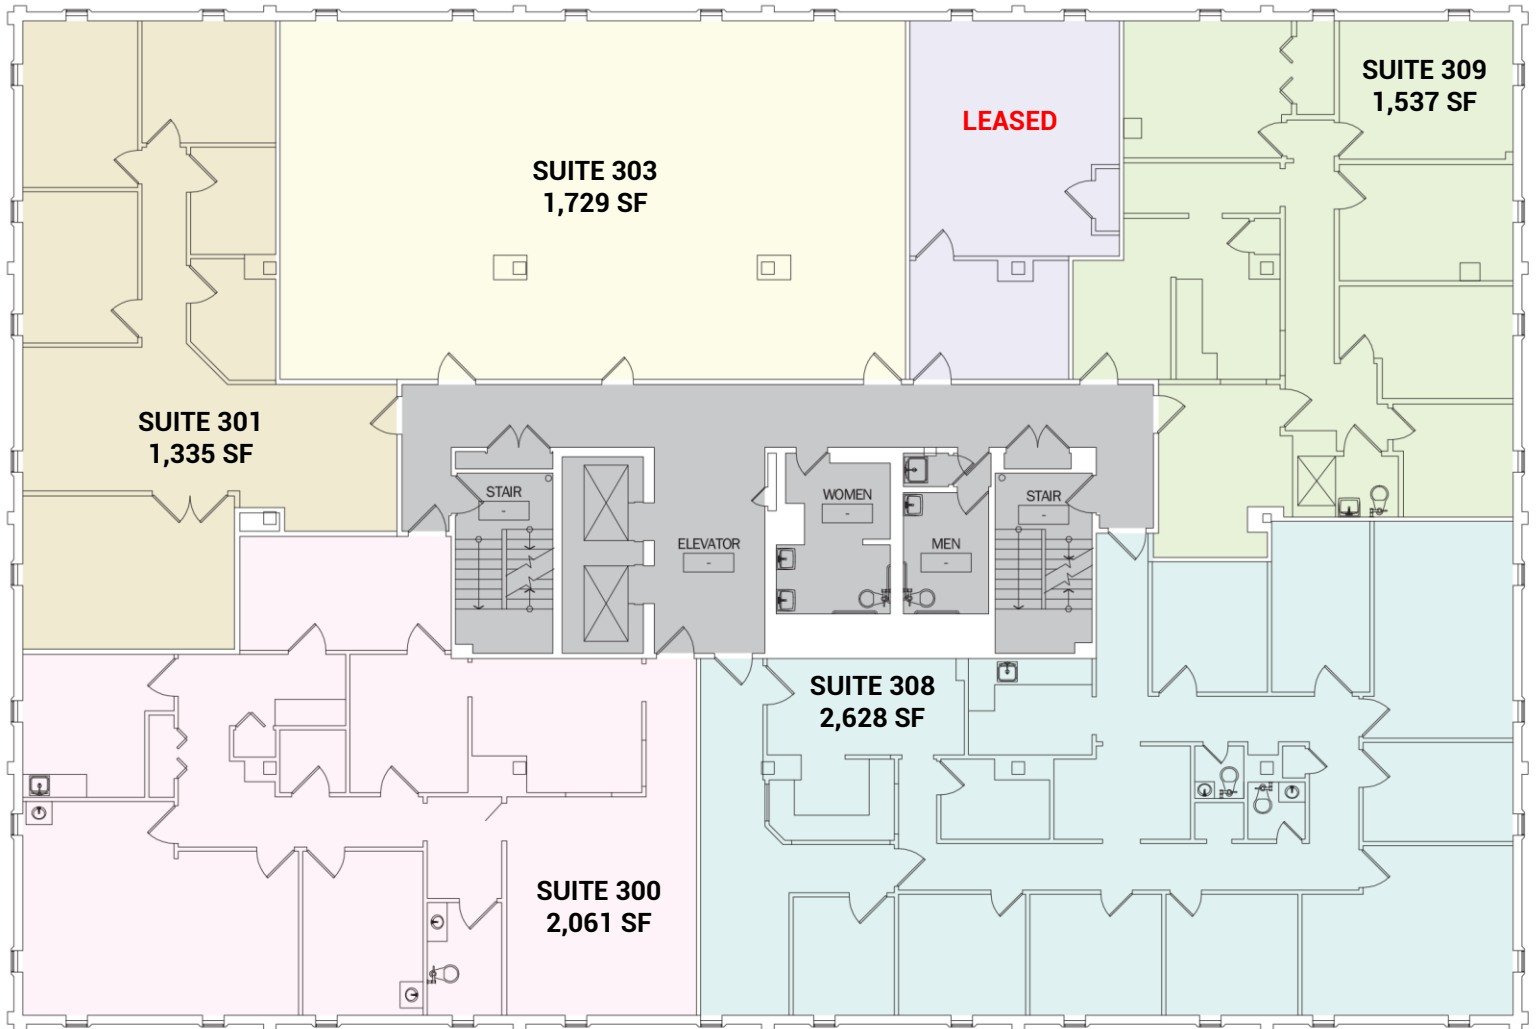 SUITE 309
1,537 SF
LEASED
SUITE 303
1,729 SF
SUITE 301
1,335 SF
STAIR
WOMEN
STAIR
ELEVATOR
MEN
SUITE 308
2,628 SF
SUITE 300
2,061 SF